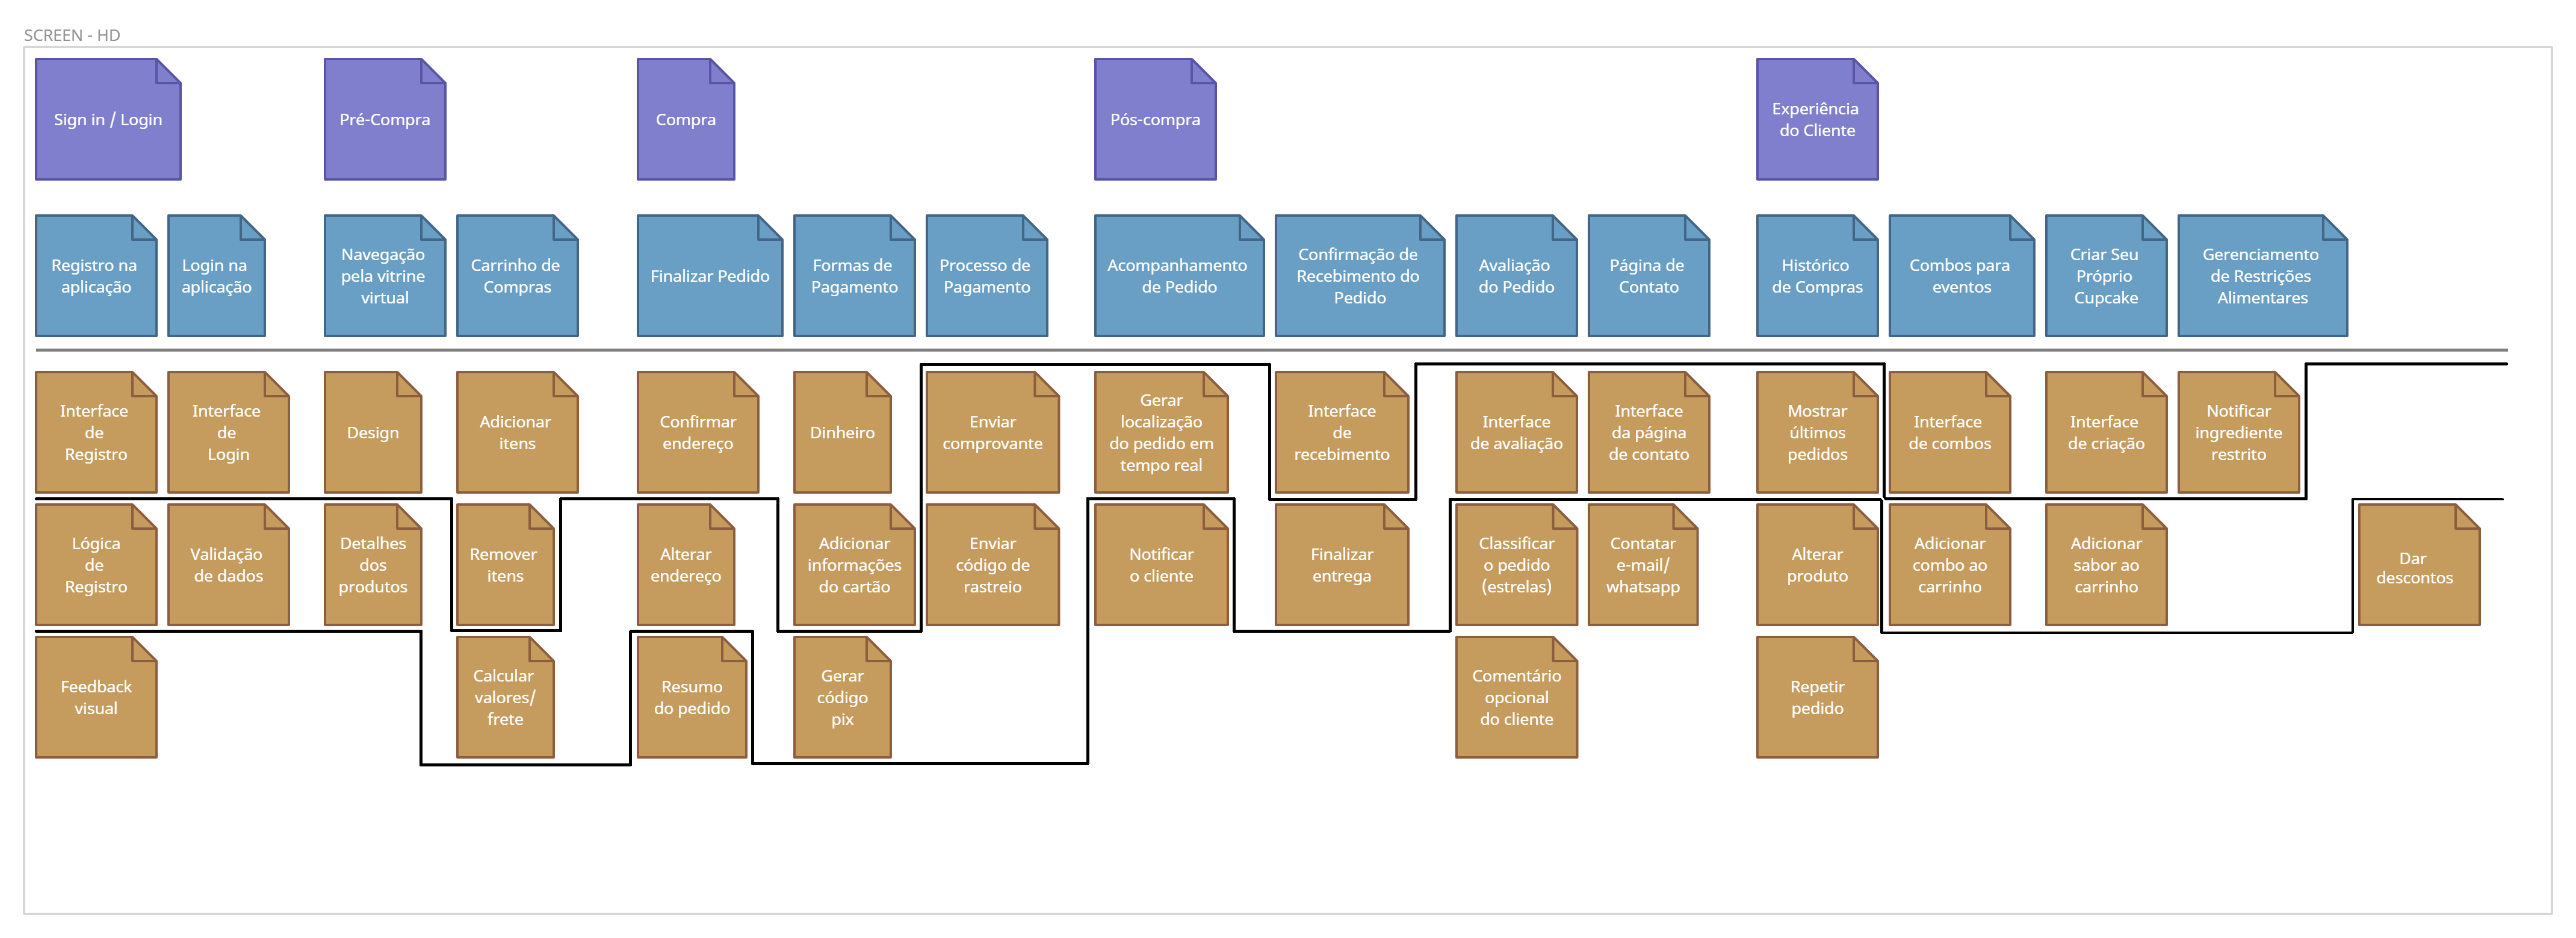 SCREEN - HD
Sign in / Login
Pré-Compra
Compra
Pós-compra
Experiência
do Cliente
Registro na
aplicação
Login na
aplicação
Navegação
pela vitrine
virtual
Carrinho de
Compras
Finalizar Pedido
Formas de
Pagamento
Processo de
Pagamento
Acompanhamento
de Pedido
Confirmação de
Recebimento do
Pedido
Avaliação
do Pedido
Página de
Contato
Histórico
de Compras
Combos para
eventos
Criar Seu
Próprio
Cupcake
Gerenciamento
de Restrições
Alimentares
Interface
de
Registro
Interface
de
Login
Design
Adicionar
itens
Confirmar
endereço
Dinheiro
Enviar
comprovante
Gerar
localização
do pedido em
tempo real
Interface
de
recebimento
Interface
de avaliação
Interface
da página
de contato
Mostrar
últimos
pedidos
Interface
de combos
Interface
de criação
Notificar
ingrediente
restrito
Lógica
de
Registro
Validação
de dados
Detalhes
dos
produtos
Remover
itens
Alterar
endereço
Adicionar
informações
do cartão
Enviar
código de
rastreio
Notificar
o cliente
Finalizar
entrega
Classificar
o pedido
(estrelas)
Contatar
e-mail/
whatsapp
Alterar
produto
Adicionar
combo ao
carrinho
Adicionar
sabor ao
carrinho
Dar
descontos
Feedback
visual
Calcular
valores/
frete
Resumo
do pedido
Gerar
código
pix
Comentário
opcional
do cliente
Repetir
pedido